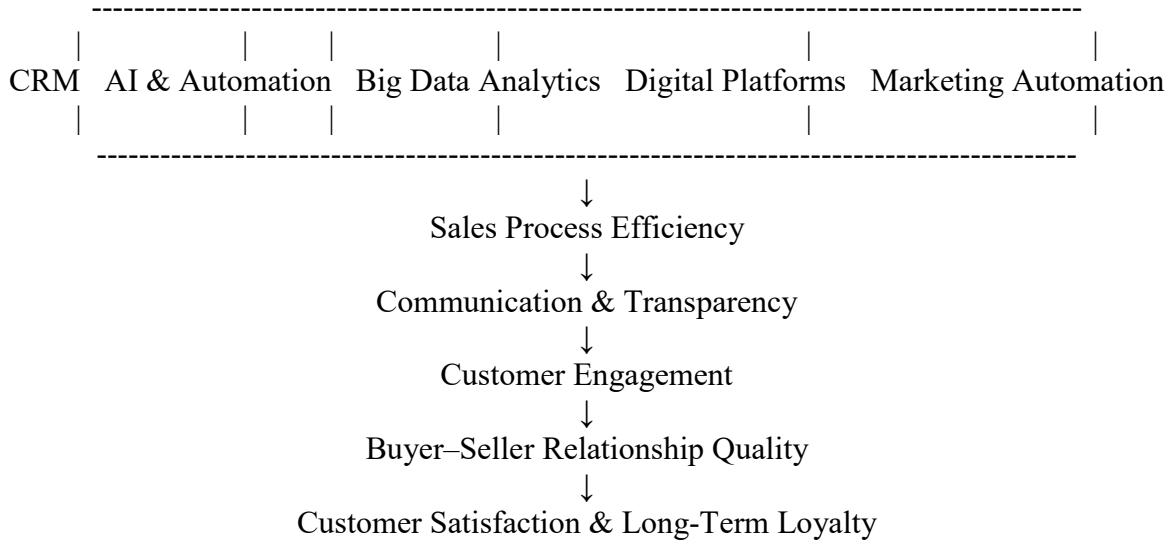 CRM AI & Automation Big Data Analytics Digital Platforms Marketing Automation
↓
Sales Process Efficiency
↓
Communication & Transparency
↓
Customer Engagement
↓
Buyer–Seller Relationship Quality
↓
Customer Satisfaction & Long-Term Loyalty